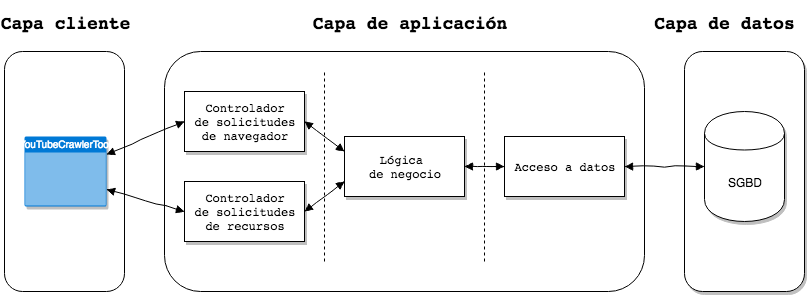 Capa cliente
Capa de aplicación
Capa de datos
ouTubeCrawlerToo
Controlador
de solicitudes
de navegador
Controlador
de solicitudes
de recursos
Lógica
de negocio
Acceso a datos
SGBD